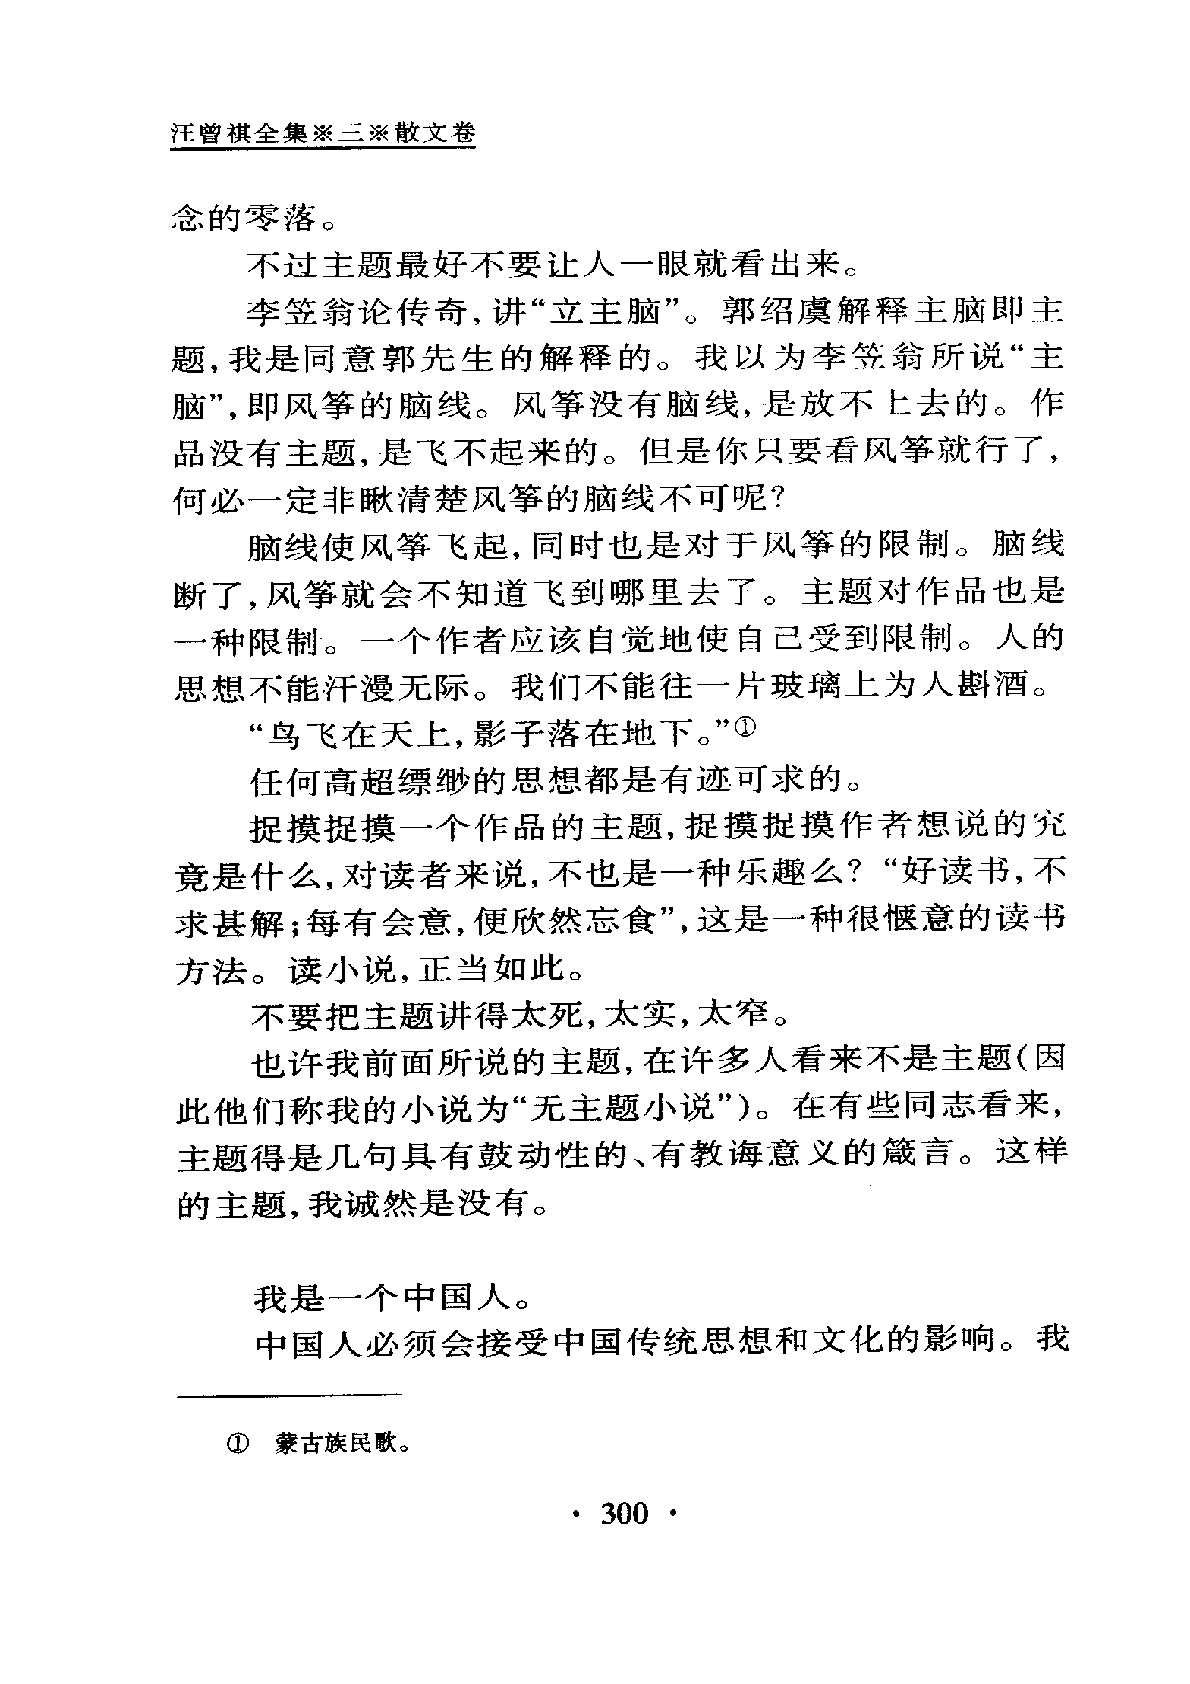 汪曾祺全集※三※散文卷
念的零落。
不过主题最好不要让人一眼就看出来。
李笠翁论传奇,讲“立主脑”。郭绍虞解释主脑即主
题,我是同意郭先生的解释的。我以为李笠翁所说“主
脑”,即风筝的脑线。风筝没有脑线,是放不上去的。作
品没有主题,是飞不起来的。但是你只要看风筝就行了,
何必一定非瞅清楚风筝的脑线不可呢?
脑线使风筝飞起,同时也是对于风筝的限制。脑线
断了,风筝就会不知道飞到哪里去了。主题对作品也是
一种限制。一个作者应该自觉地使自己受到限制。人的
思想不能汗漫无际。我们不能往一片玻璃上为人斟酒。
“鸟飞在天上,影子落在地下。”①
任何高超缥缈的思想都是有迹可求的。
捉摸捉摸一个作品的主题,捉摸捉摸作者想说的究
竟是什么,对读者来说,不也是一种乐趣么?“好读书,不
求甚解;每有会意,便欣然忘食”,这是一种很惬意的读书
方法。读小说,正当如此。
不要把主题讲得太死,太实,太窄。
也许我前面所说的主题,在许多人看来不是主题(因
此他们称我的小说为“无主题小说”)。在有些同志看来,
主题得是几句具有鼓动性的、有教诲意义的箴言。这样
的主题,我诚然是没有。
我是一个中国人。
中国人必须会接受中国传统思想和文化的影响。我
① 蒙古族民歌。
· 300 ·